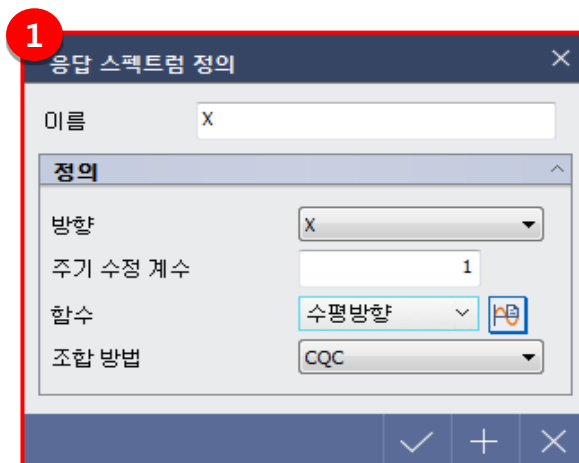 1
응답 스펙트럼 정의
이름 X
정의
방향 X
주기 수정 계수 1
함수 수평방향
조합 방법 CQC